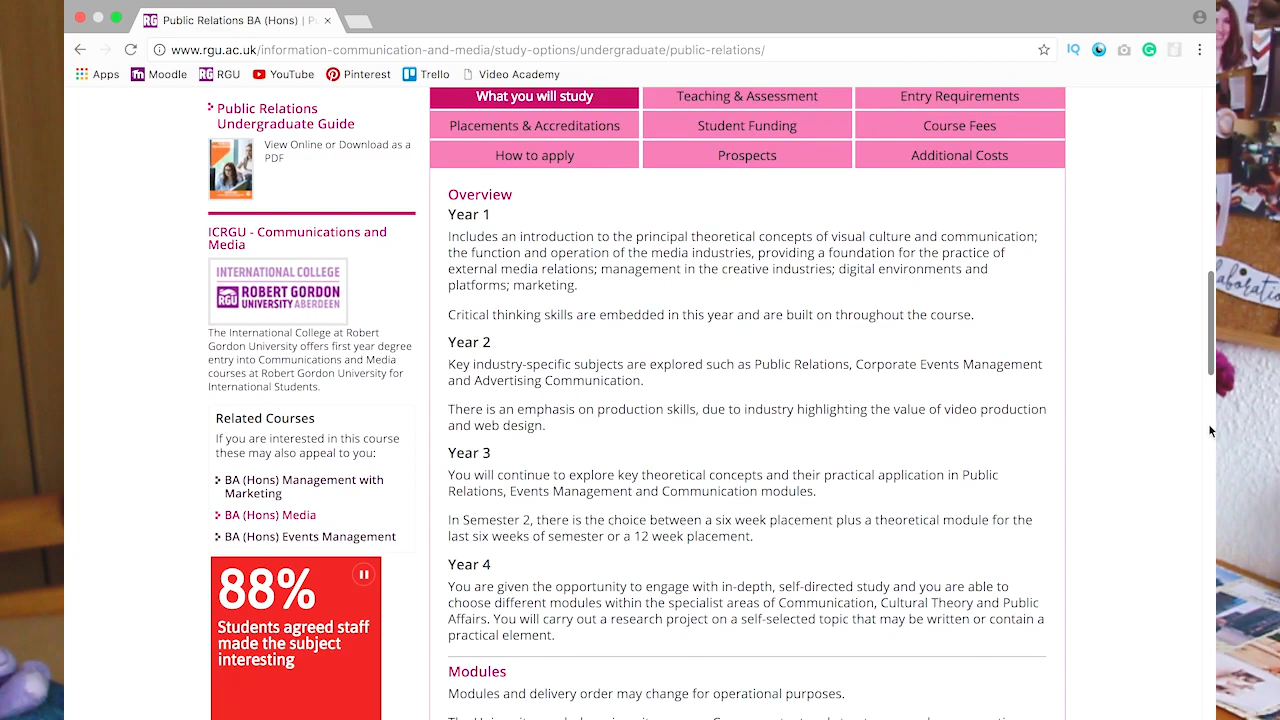 Public Relations BA (Hons) | Pu
www.rgu.ac.uk/information-communication-and-media/study-options/undergraduate/public-relations/
IQ
Apps
Moodle
RGU
YouTube
Pinterest
Trello
Video Academy
Public Relations
Undergraduate Guide
View Online or Download as a
PDF
ICRGU - Communications and
Media
INTERNATIONAL COLLEGE
RGU ROBERT GORDON
UNIVERSITY ABERDEEN
The International College at Robert
Gordon University offers first year degree
entry into Communications and Media
courses at Robert Gordon University for
International Students.
Related Courses
If you are interested in this course
these may also appeal to you:
BA (Hons) Management with
Marketing
BA (Hons) Media
BA (Hons) Events Management
88%
Students agreed staff
made the subject
interesting
What you will study
Teaching & Assessment
Entry Requirements
Placements & Accreditations
Student Funding
Course Fees
How to apply
Prospects
Additional Costs
Overview
Year 1
Includes an introduction to the principal theoretical concepts of visual culture and communication;
the function and operation of the media industries, providing a foundation for the practice of
external media relations; management in the creative industries; digital environments and
platforms; marketing.
Critical thinking skills are embedded in this year and are built on throughout the course.
Year 2
Key industry-specific subjects are explored such as Public Relations, Corporate Events Management
and Advertising Communication.
There is an emphasis on production skills, due to industry highlighting the value of video production
and web design.
Year 3
You will continue to explore key theoretical concepts and their practical application in Public
Relations, Events Management and Communication modules.
In Semester 2, there is the choice between a six week placement plus a theoretical module for the
last six weeks of semester or a 12 week placement.
Year 4
You are given the opportunity to engage with in-depth, self-directed study and you are able to
choose different modules within the specialist areas of Communication, Cultural Theory and Public
Affairs. You will carry out a research project on a self-selected topic that may be written or contain a
practical element.
Modules
Modules and delivery order may change for operational purposes.